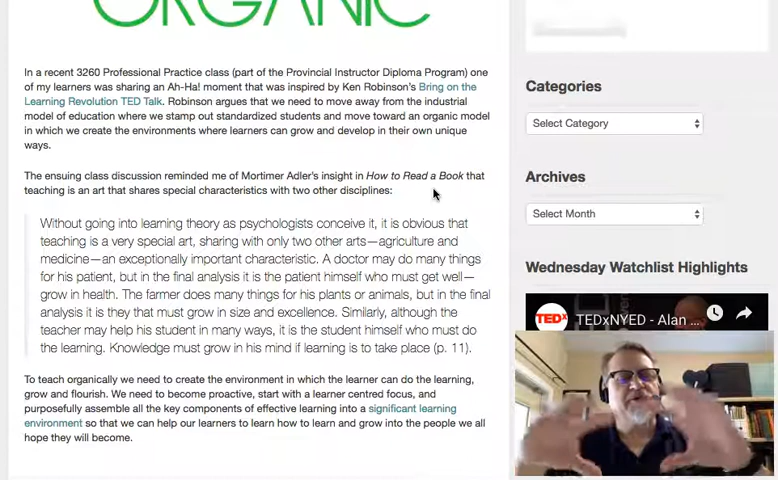 ORGANIC
In a recent 3260 Professional Practice class (part of the Provincial Instructor Diploma Program) one
of my learners was sharing an Ah-Ha! moment that was inspired by Ken Robinson's Bring on
the Learning Revolution TED Talk. Robinson argues that we need to move away from the industrial
model of education where we stamp out standardized students and move toward an organic model
in which we create the environments where learners can grow and develop in their own unique
ways.
The ensuing class discussion reminded me of Mortimer Adler's insight in How to Read a Book that
teaching is an art that shares special characteristics with two other disciplines:
Without going into learning theory as psychologists conceive it, it is obvious that
teaching is a very special art, sharing with only two other arts—agriculture and
medicine—an exceptionally important characteristic. A doctor may do many things
for his patient, but in the final analysis it is the patient himself who must get well—
grow in health. The farmer does many things for his plants or animals, but in the final
analysis it is they that must grow in size and excellence. Similarly, although the
teacher may help his student in many ways, it is the student himself who must do
the learning. Knowledge must grow in his mind if learning is to take place (p. 11).
To teach organically we need to create the environment in which the learner can do the learning,
grow and flourish. We need to become proactive, start with a learner centred focus, and
purposefully assemble all the key components of effective learning into a significant learning
environment so that we can help our learners to learn how to learn and grow into the people we all
hope they will become.
Categories
Select Category
Archives
Select Month
Wednesday Watchlist Highlights
TEDx TEDxNYED - Alan ...